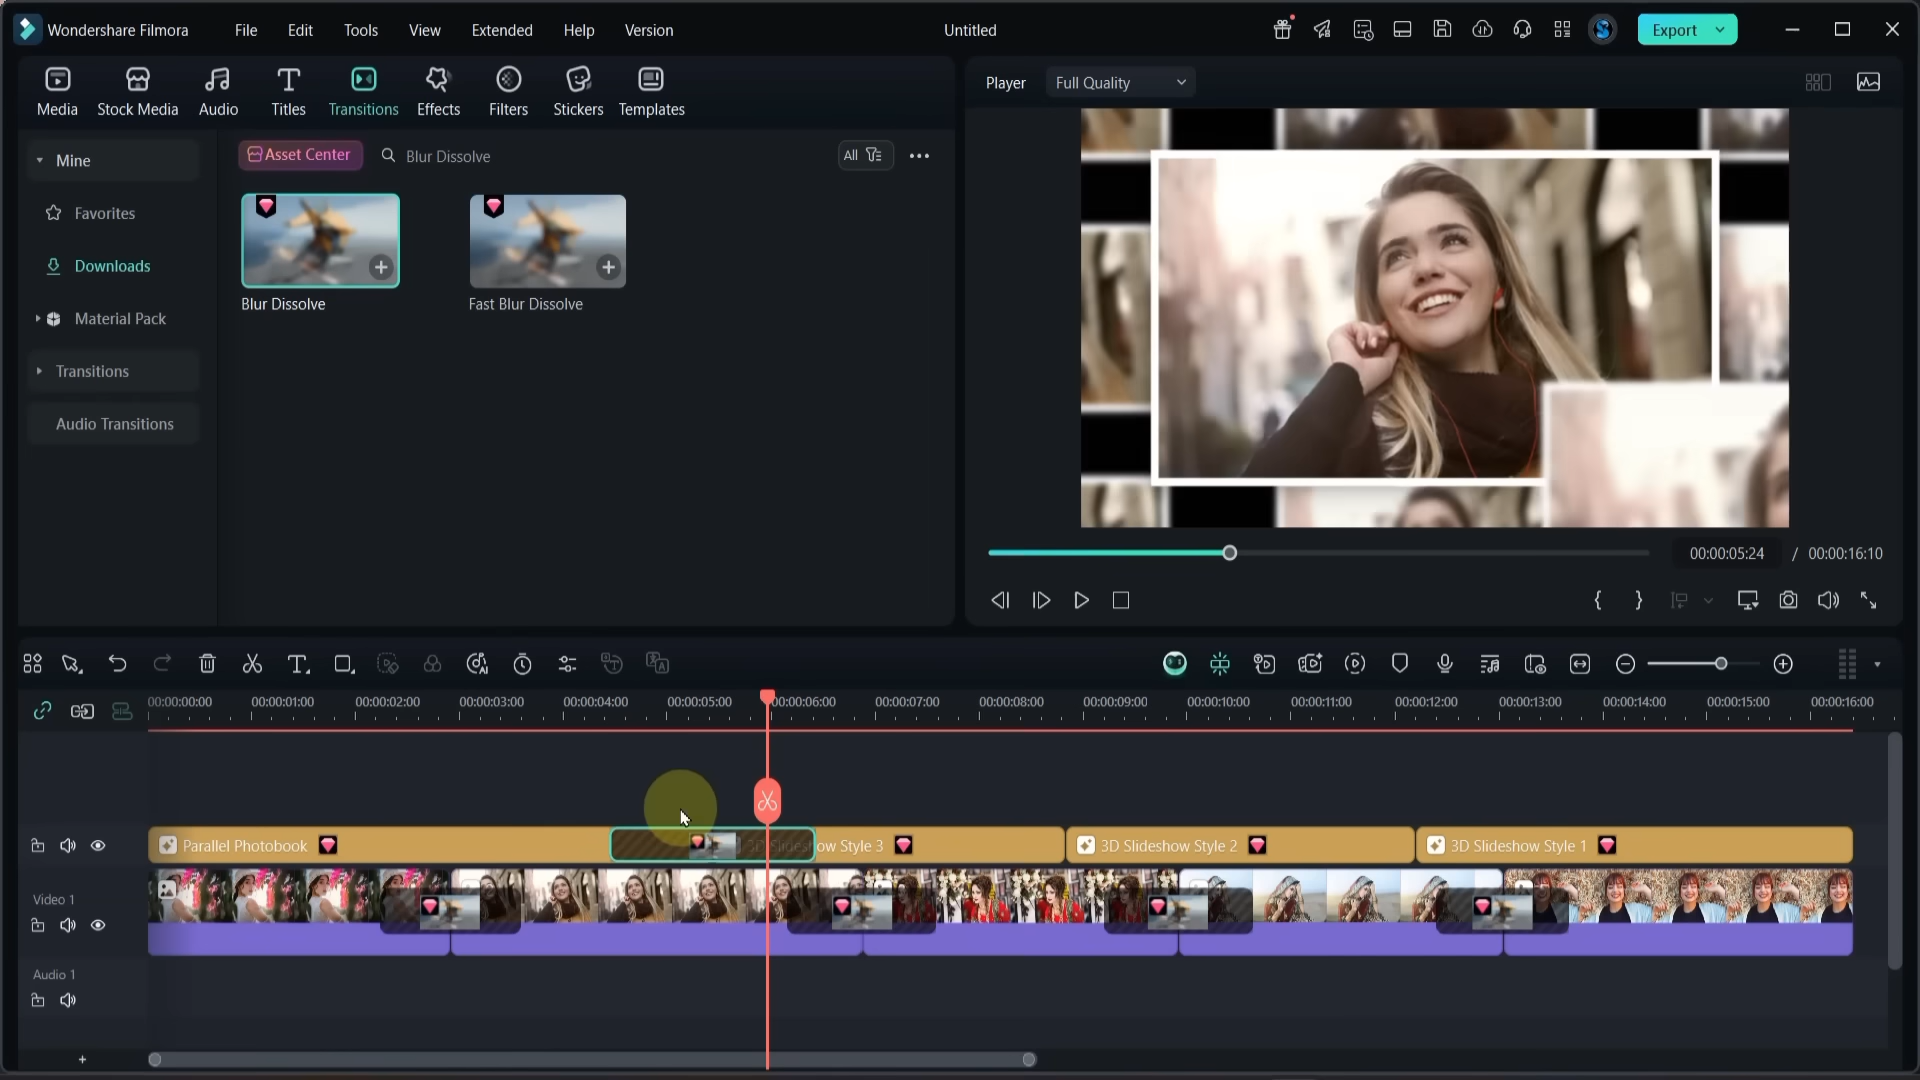 Wondershare Filmora File Edit Tools View Extended Help Version Untitled Export
Media Stock Media Audio Titles Transitions Effects Filters Stickers Templates
Player Full Quality
Mine
Asset Center Blur Dissolve All
Favorites
Downloads
Blur Dissolve Fast Blur Dissolve
Material Pack
Transitions
Audio Transitions
00:00:05:24 / 00:00:16:10
00:00:00:00 00:00:01:00 00:00:02:00 00:00:03:00 00:00:04:00 00:00:05:00 00:00:06:00 00:00:07:00 00:00:08:00 00:00:09:00 00:00:10:00 00:00:11:00 00:00:12:00 00:00:13:00 00:00:14:00 00:00:15:00 00:00:16:00
Parallel Photobook 3D Slideshow Style 3 3D Slideshow Style 2 3D Slideshow Style 1
Video 1
Audio 1